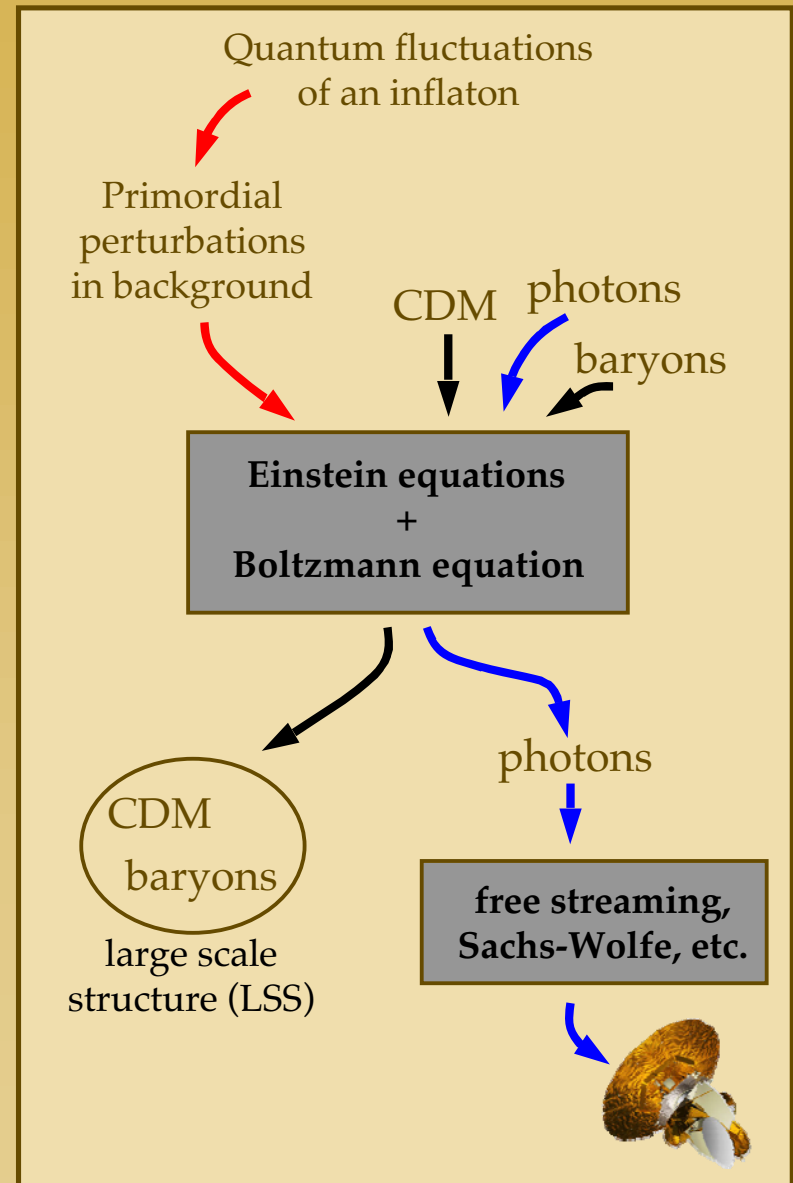 Quantum fluctuations
of an inflaton
Primordial
perturbations
in background
CDM
photons
baryons
Einstein equations
+
Boltzmann equation
photons
CDM
baryons
large scale
structure (LSS)
free streaming,
Sachs-Wolfe, etc.